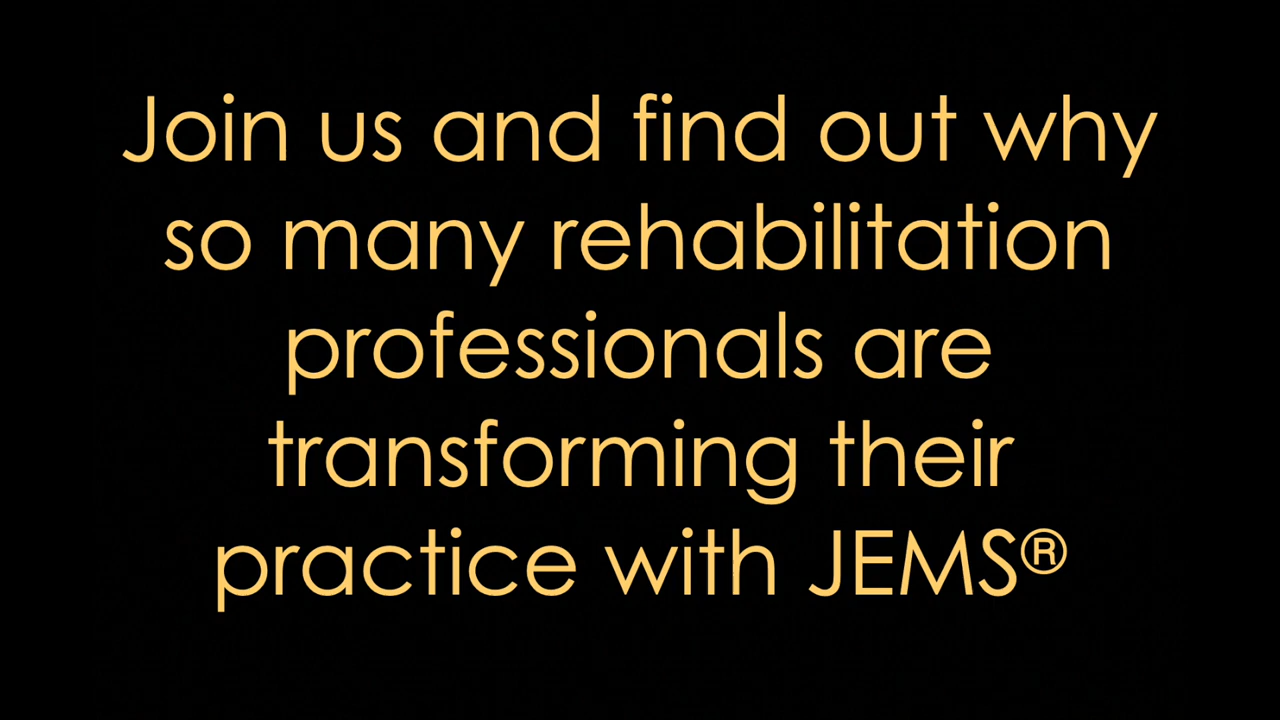 Join us and find out why
so many rehabilitation
professionals are
transforming their
practice with JEMS®